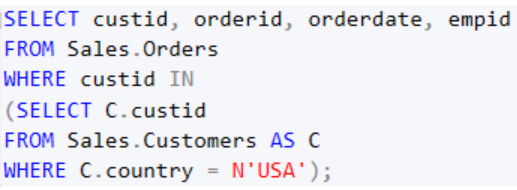 SELECT custid, orderid, orderdate, empid
FROM Sales.Orders
WHERE custid IN
(SELECT C.custid
FROM Sales.Customers AS C
WHERE C.country = N'USA');